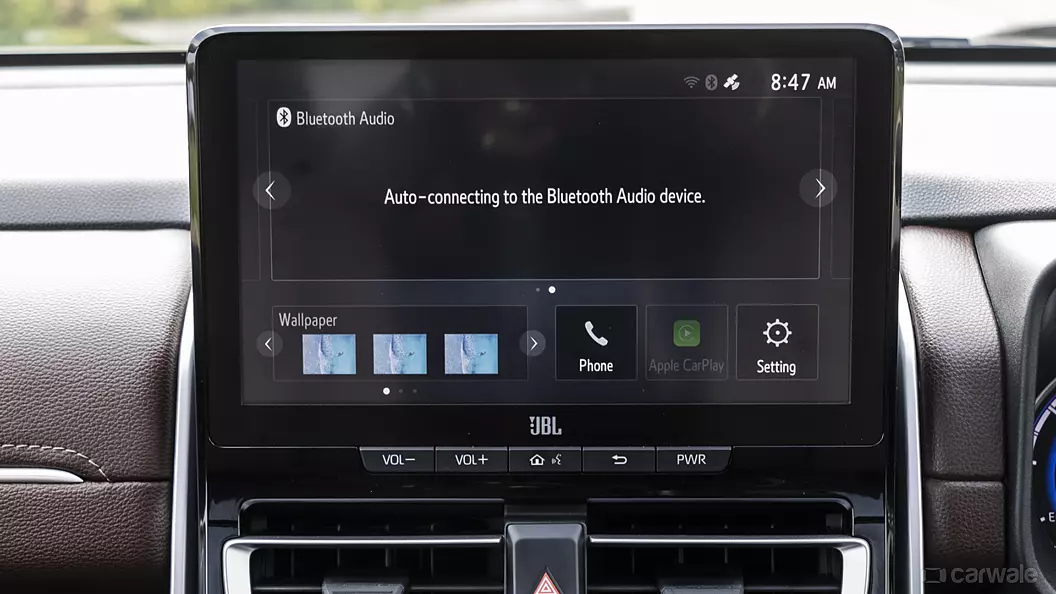 8:47 AM
Bluetooth Audio
Auto-connecting to the Bluetooth Audio device.
Wallpaper
Phone
Apple CarPlay
Setting
JBL
VOL-
VOL+
PWR
carwale